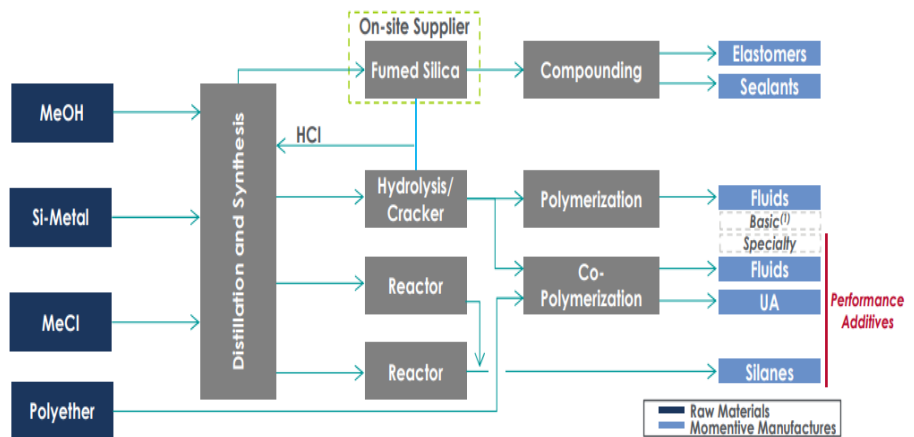 On-site Supplier
Fumed Silica
Compounding
Elastomers
Sealants
MeOH
HCl
Distillation and Synthesis
Si-Metal
Hydrolysis/
Cracker
Polymerization
Fluids
Basic(1)
Specialty
Fluids
MeCl
Reactor
Co-
Polymerization
UA
Performance
Additives
Polyether
Reactor
Silanes
Raw Materials
Momentive Manufactures